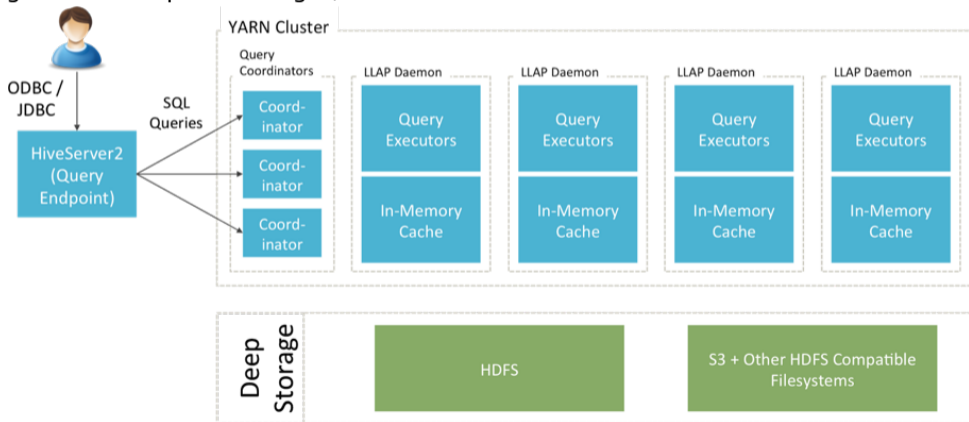 YARN Cluster
ODBC /
JDBC
SQL
Queries
HiveServer2
(Query
Endpoint)
Query
Coordinators
Coord-
inator
Coord-
inator
Coord-
inator
LLAP Daemon
Query
Executors
In-Memory
Cache
LLAP Daemon
Query
Executors
In-Memory
Cache
LLAP Daemon
Query
Executors
In-Memory
Cache
LLAP Daemon
Query
Executors
In-Memory
Cache
Deep
Storage
HDFS
S3 + Other HDFS Compatible
Filesystems